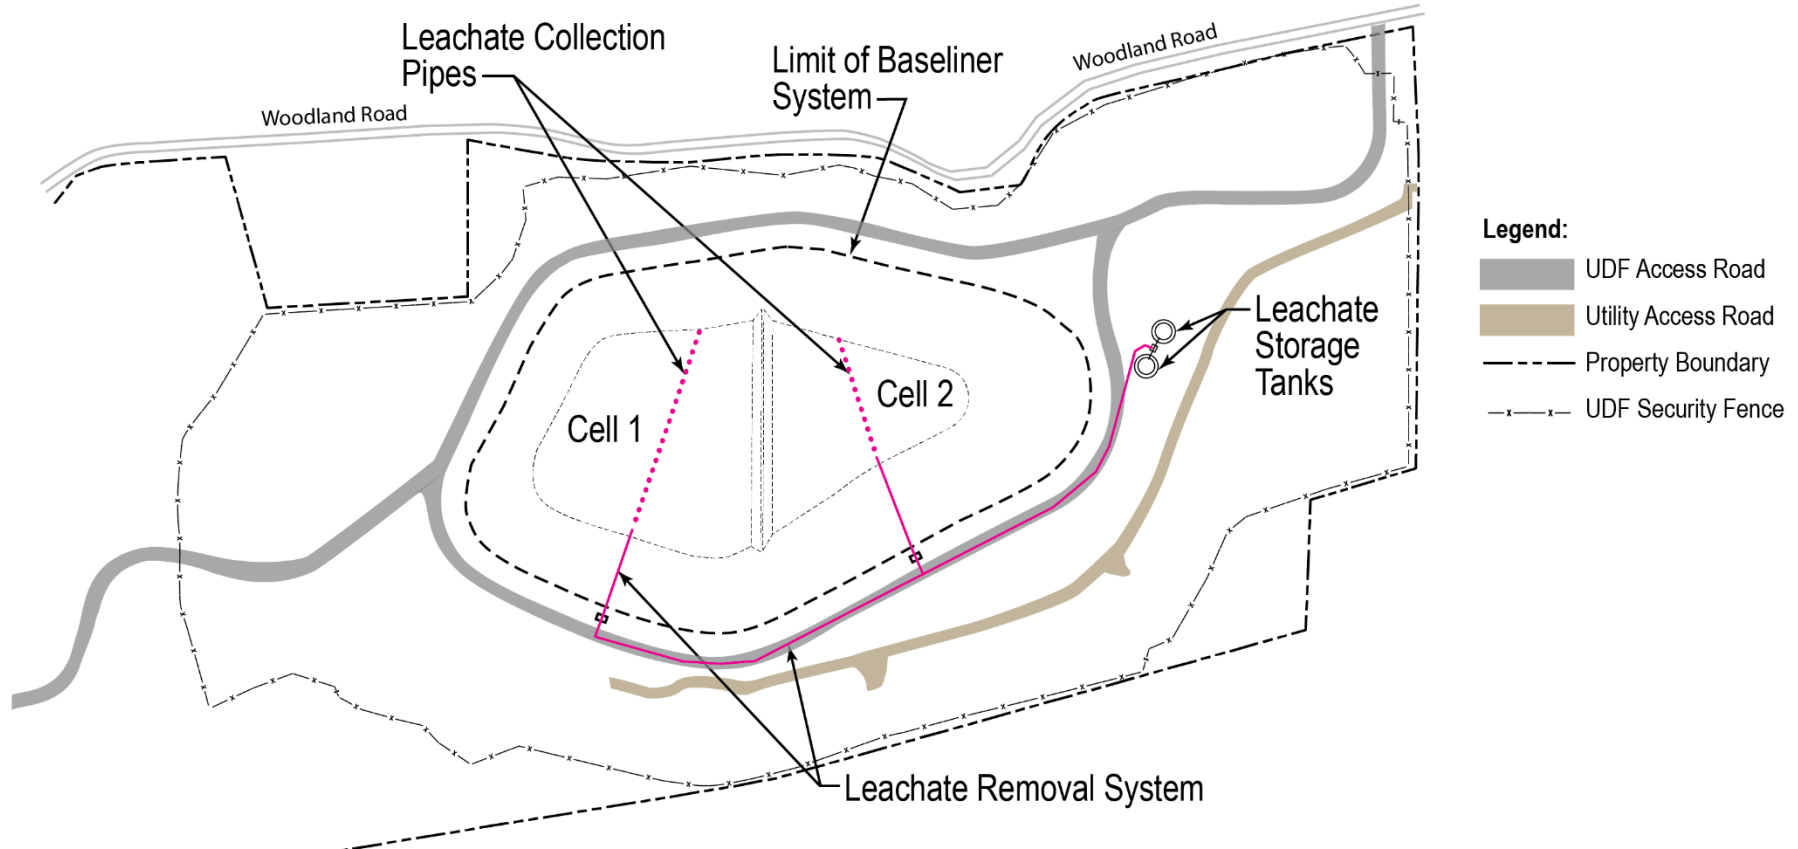 Leachate Collection
Pipes
Limit of Baseliner
System
Woodland Road
Woodland Road
Cell 1
Cell 2
Leachate
Storage
Tanks
Leachate Removal System
Legend:
UDF Access Road
Utility Access Road
Property Boundary
UDF Security Fence